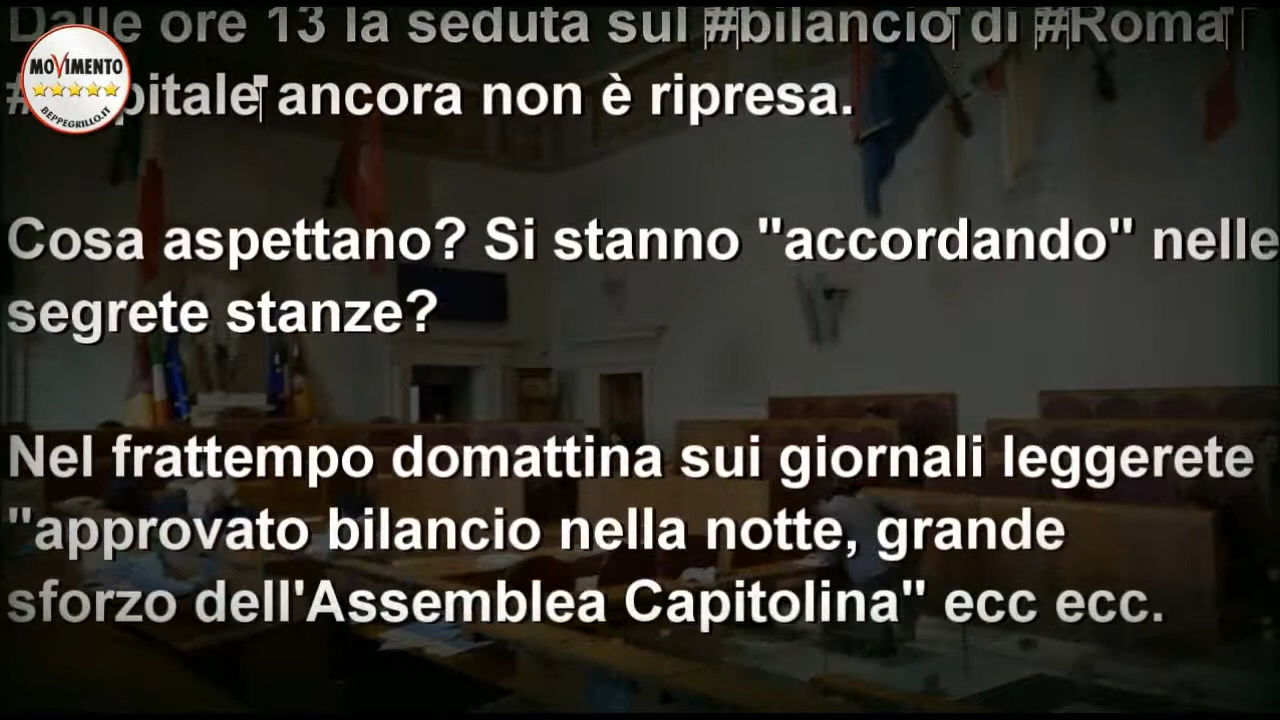 Dalle ore 13 la seduta sul #bilancio di #Roma
MOVIMENTO
BEPPEGRILLO.IT
ancora non è ripresa.
Cosa aspettano? Si stanno "accordando" nelle
segrete stanze?
Nel frattempo domattina sui giornali leggerete
"approvato bilancio nella notte, grande
sforzo dell'Assemblea Capitolina" ecc ecc.